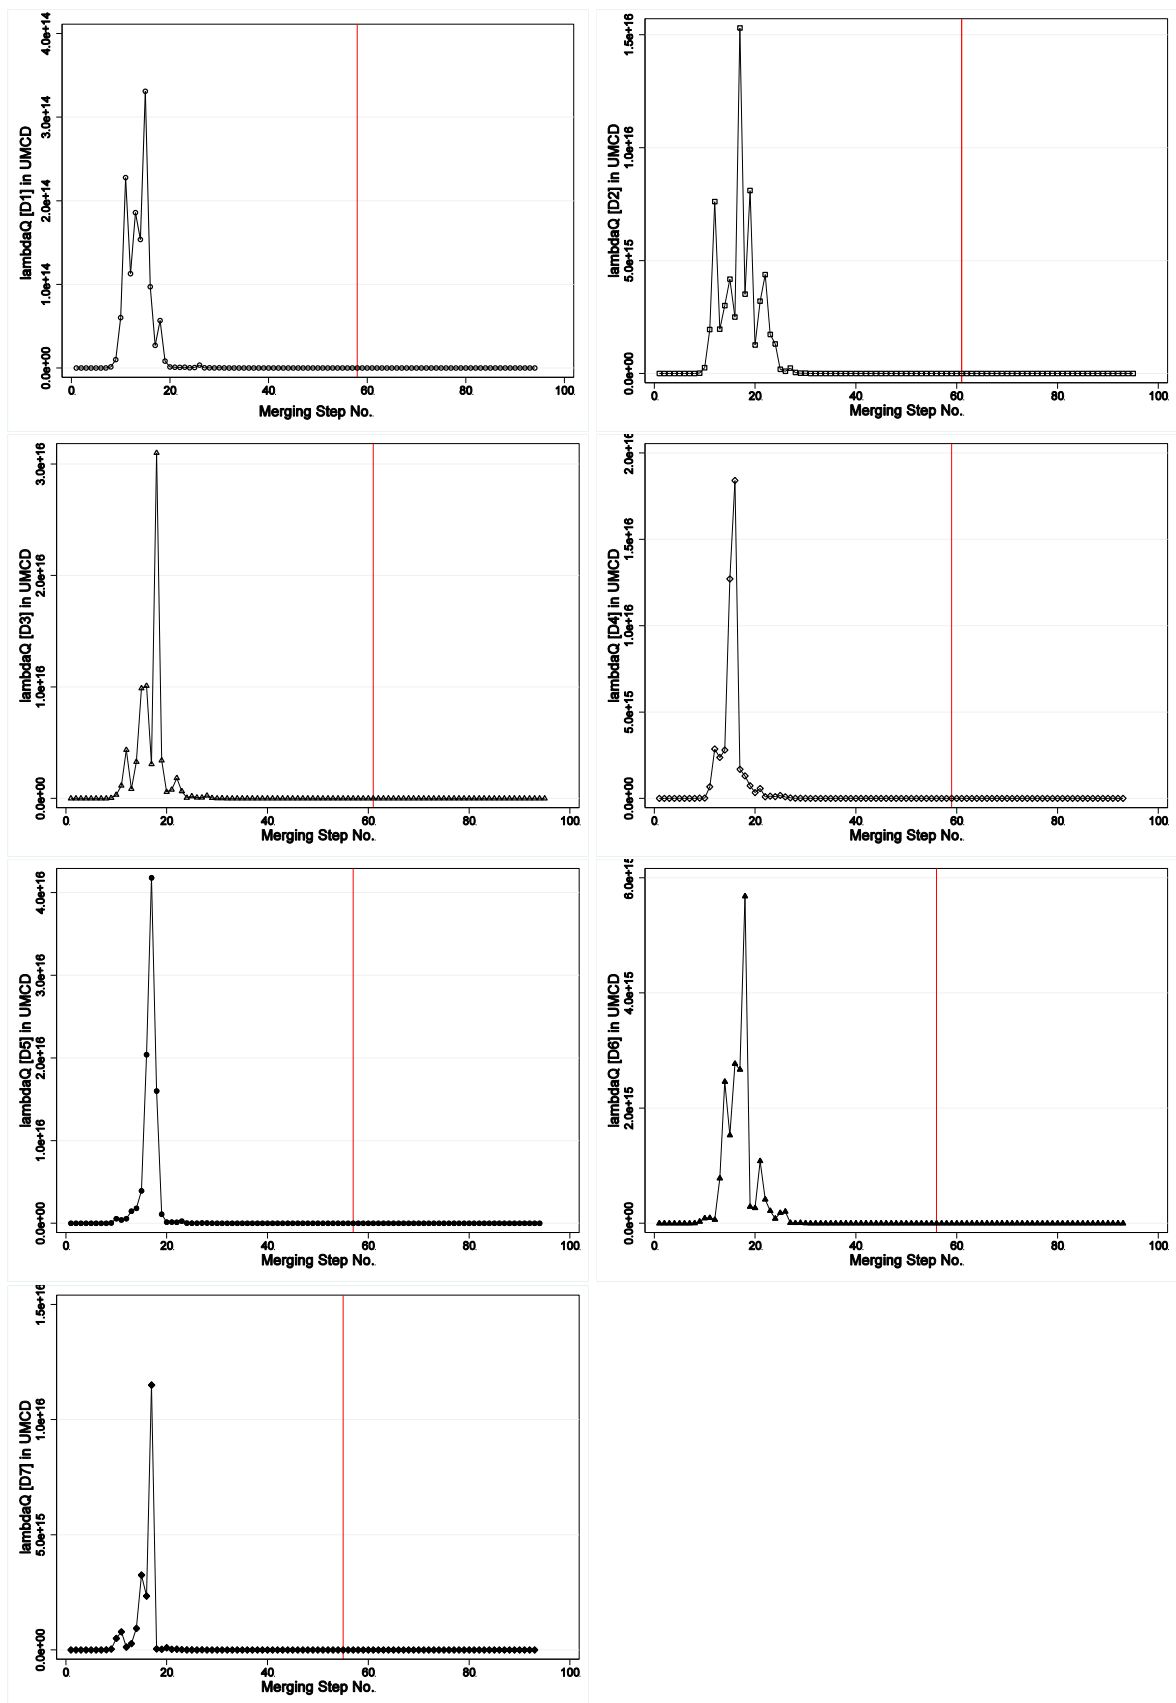 lambdaQ [D1] in UMCD
4.0e+14
3.0e+14
2.0e+14
1.0e+14
0.0e+00
0. 20. 40. 60. 80. 100.
Merging Step No..
lambdaQ [D2] in UMCD
1.5e+16
1.0e+16
5.0e+15
0.0e+00
0. 20. 40. 60. 80. 100.
Merging Step No..
lambdaQ [D3] in UMCD
3.0e+16
2.0e+16
1.0e+16
0.0e+00
0. 20. 40. 60. 80. 100.
Merging Step No..
lambdaQ [D4] in UMCD
2.0e+16
1.5e+16
1.0e+16
5.0e+15
0.0e+00
0. 20. 40. 60. 80. 100.
Merging Step No..
lambdaQ [D5] in UMCD
4.0e+16
3.0e+16
2.0e+16
1.0e+16
0.0e+00
0. 20. 40. 60. 80. 100.
Merging Step No..
lambdaQ [D6] in UMCD
6.0e+15
4.0e+15
2.0e+15
0.0e+00
0. 20. 40. 60. 80. 100.
Merging Step No..
lambdaQ [D7] in UMCD
1.5e+16
1.0e+16
5.0e+15
0.0e+00
0. 20. 40. 60. 80. 100.
Merging Step No..